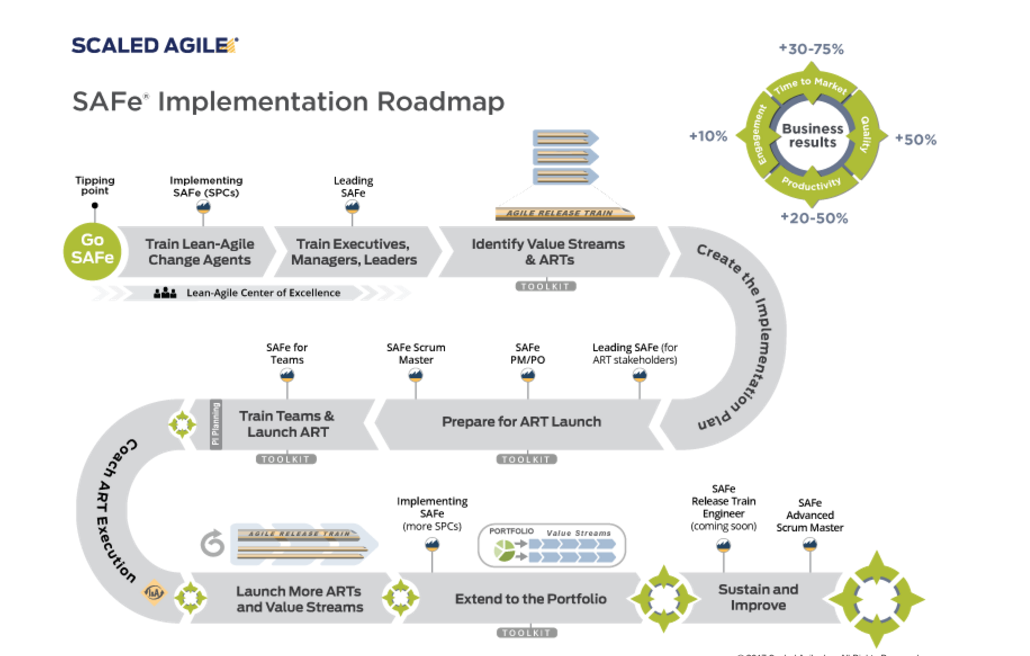 SCALED AGILE
SAFe® Implementation Roadmap
+30-75%
Time to Market
+10%
Engagement
Business
results
Quality
+50%
Productivity
+20-50%
Tipping
point
Implementing
SAFe (SPCs)
Leading
SAFe
AGILE RELEASE TRAIN
Go
SAFe
Train Lean-Agile
Change Agents
Train Executives,
Managers, Leaders
Identify Value Streams
& ARTs
Create the Implementation Plan
TOOLKIT
Lean-Agile Center of Excellence
SAFe for
Teams
SAFe Scrum
Master
SAFe
PM/PO
Leading SAFe (for
ART stakeholders)
PI Planning
Train Teams &
Launch ART
Prepare for ART Launch
TOOLKIT
TOOLKIT
Coach ART Execution
I&A
AGILE RELEASE TRAIN
Implementing
SAFe
(more SPCs)
PORTFOLIO
Value Streams
SAFe
Release Train
Engineer
(coming soon)
SAFe
Advanced
Scrum Master
Launch More ARTs
and Value Streams
Extend to the Portfolio
Sustain and
Improve
TOOLKIT